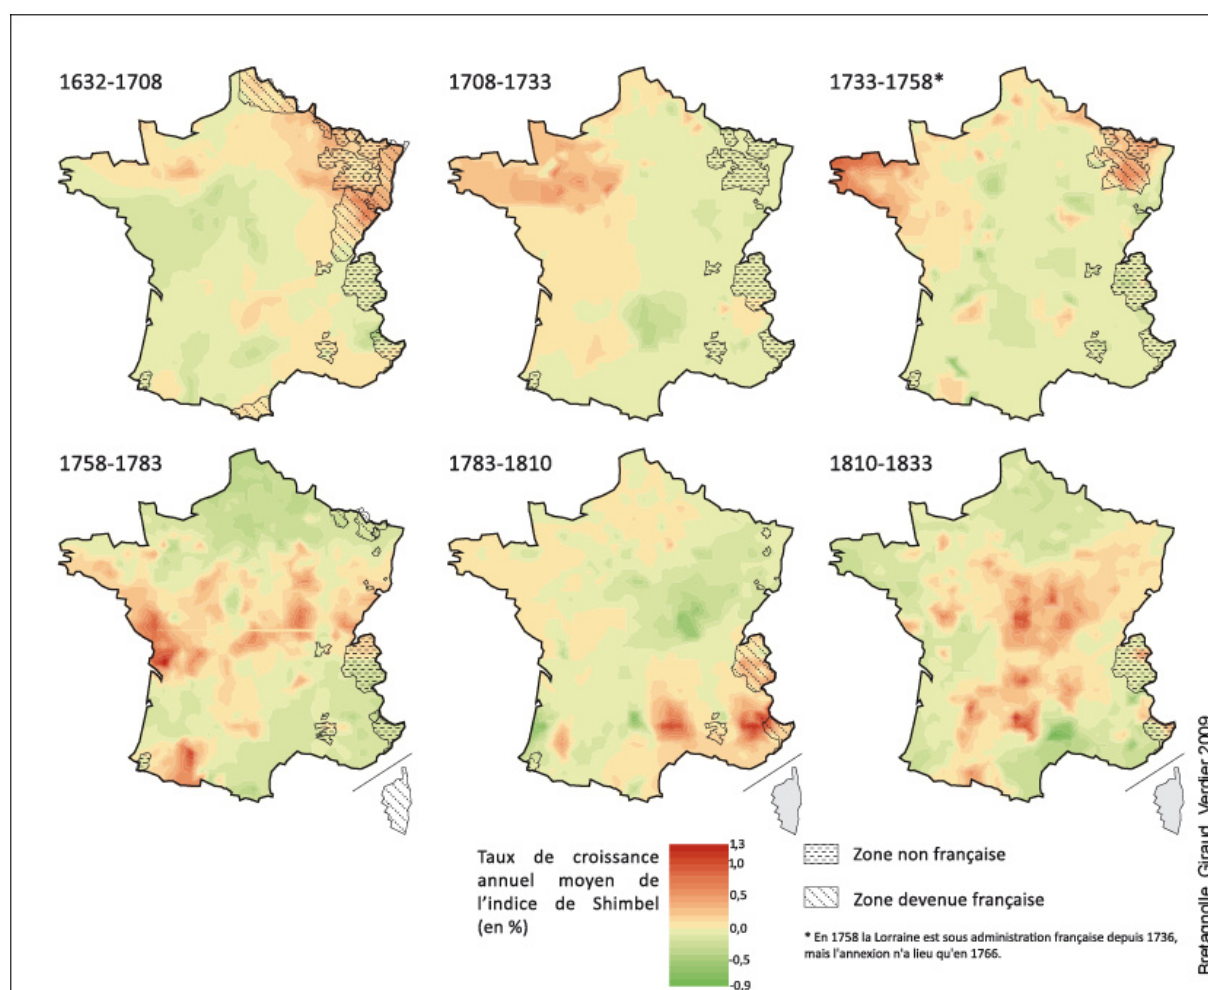 1632-1708
1708-1733
1733-1758*
1758-1783
1783-1810
1810-1833
Taux de croissance
annuel moyen de
l'indice de Shimbel
(en %)
1,3
1,0
0,5
0,0
-0,5
-0.9
Zone non française
Zone devenue française
* En 1758 la Lorraine est sous administration française depuis 1736,
mais l'annexion n'a lieu qu'en 1766.
Bretagnolle, Giraud, Verdier 2009